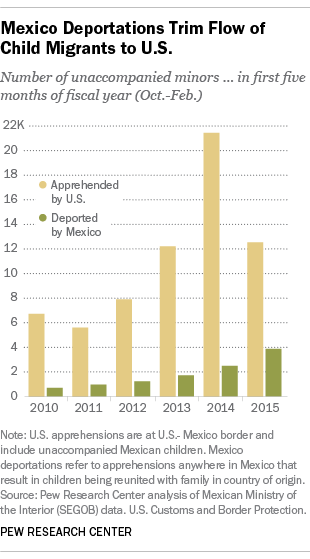 Mexico Deportations Trim Flow of
Child Migrants to U.S.
Number of unaccompanied minors ... in first five
months of fiscal year (Oct.-Feb.)
22K
20
18
16
14
12
10
8
6
4
2
0
Apprehended
by U.S.
Deported
by Mexico
2010 2011 2012 2013 2014 2015
Note: U.S. apprehensions are at U.S.- Mexico border and
include unaccompanied Mexican children. Mexico
deportations refer to apprehensions anywhere in Mexico that
result in children being reunited with family in country of origin.
Source: Pew Research Center analysis of Mexican Ministry of
the Interior (SEGOB) data. U.S. Customs and Border Protection.
PEW RESEARCH CENTER